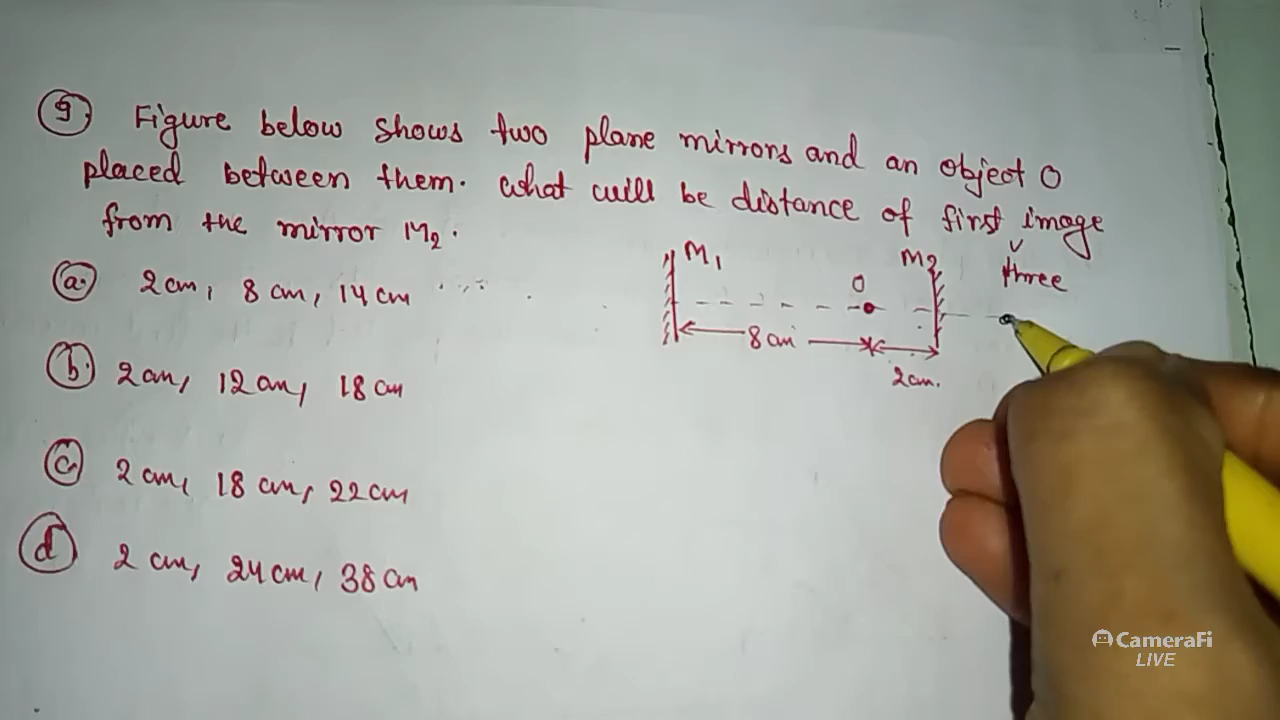 9 Figure below shows two plane mirrors and an object O
placed between them. what will be distance of first image
three
from the mirror M2.
a. 2cm, 8 cm, 14 cm
b. 2cm, 12 cm, 18 cm
c. 2 cm, 18 cm, 22 cm
d 2 cm, 24 cm, 38 cm
M1 M2
O
8 cm
2 cm.
CameraFi
LIVE